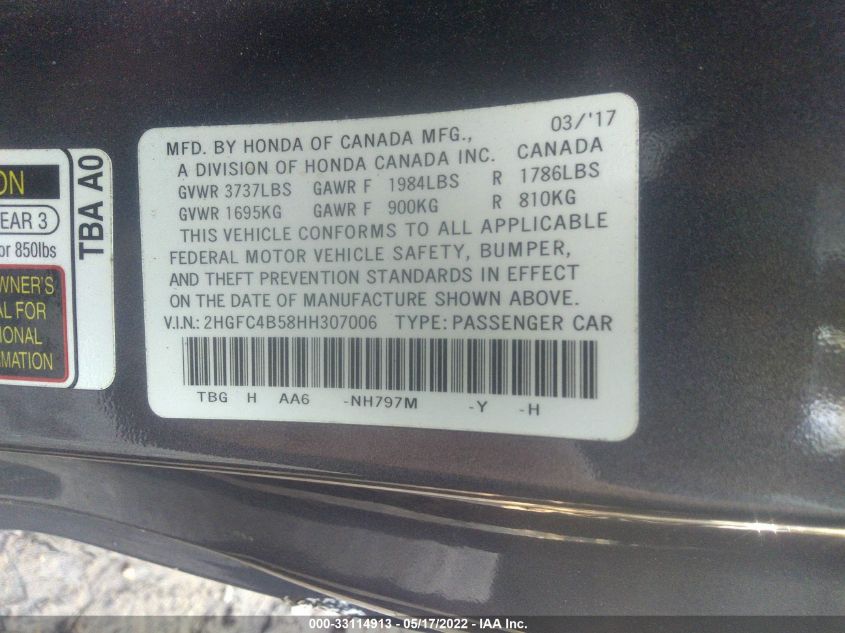 ON
EAR 3
or 850lbs
WNER'S
AL FOR
IONAL
RMATION
TBA A0
03/'17
MFD. BY HONDA OF CANADA MFG.,
A DIVISION OF HONDA CANADA INC. CANADA
GVWR 3737LBS GAWR F 1984LBS R 1786LBS
GVWR 1695KG GAWR F 900KG R 810KG
THIS VEHICLE CONFORMS TO ALL APPLICABLE
FEDERAL MOTOR VEHICLE SAFETY, BUMPER,
AND THEFT PREVENTION STANDARDS IN EFFECT
ON THE DATE OF MANUFACTURE SHOWN ABOVE.
V.I.N: 2HGFC4B58HH307006 TYPE: PASSENGER CAR
TBG H AA6 -NH797M -Y -H
000-33114913 - 05/17/2022 - IAA Inc.